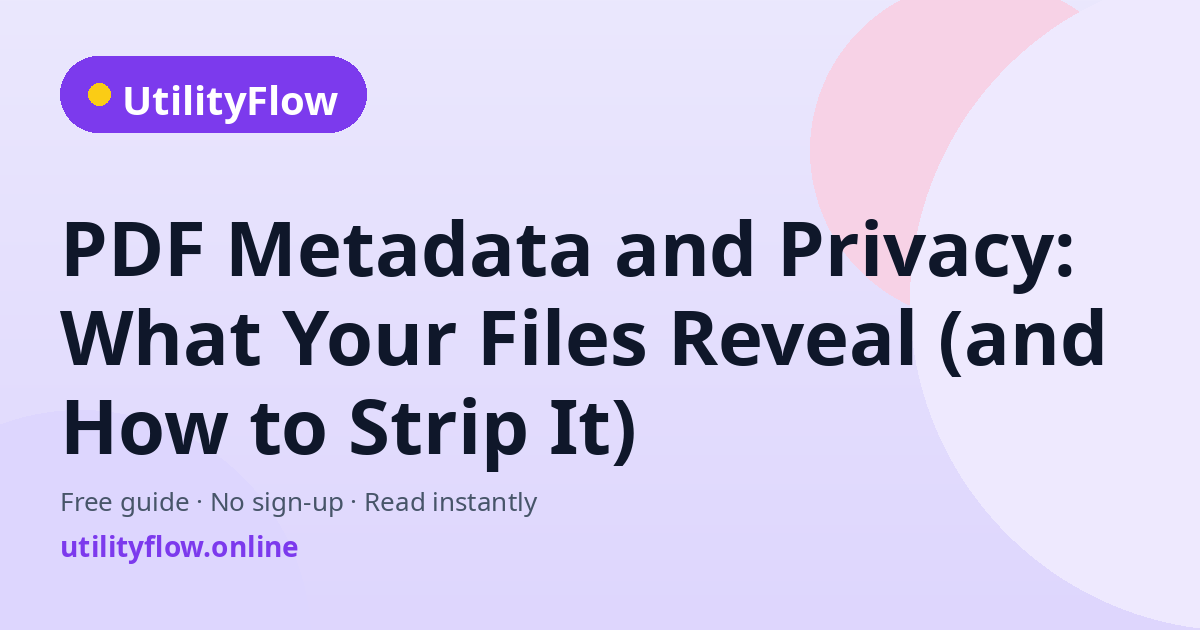 UtilityFlow
PDF Metadata and Privacy:
What Your Files Reveal (and
How to Strip It)
Free guide · No sign-up · Read instantly
utilityflow.online